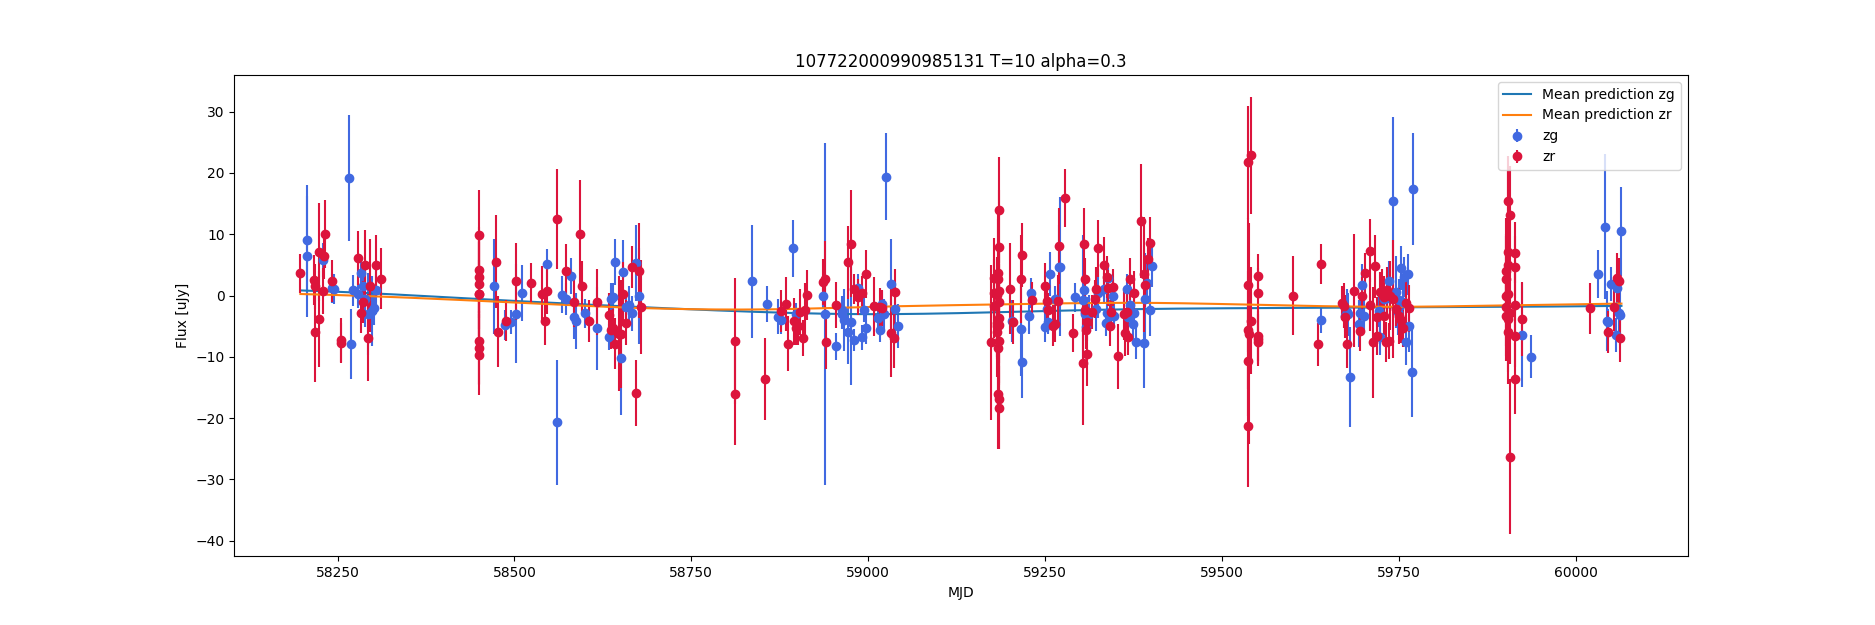 107722000990985131 T=10 alpha=0.3
Mean prediction zg
Mean prediction zr
zg
zr
Flux [uJy]
30
20
10
0
−10
−20
−30
−40
58250 58500 58750 59000 59250 59500 59750 60000
MJD